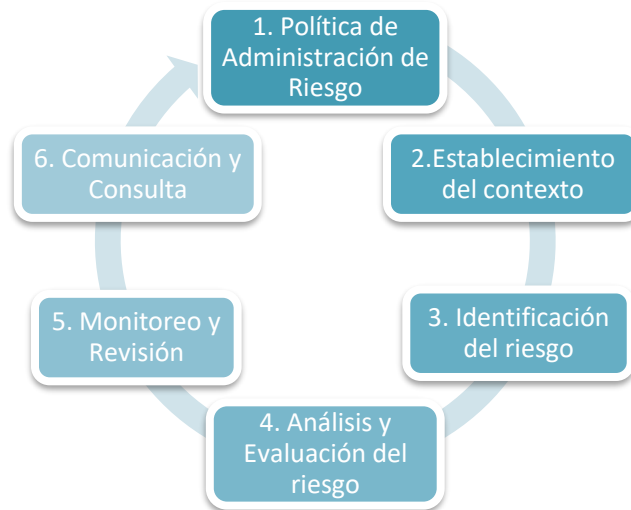 1. Política de
Administración de
Riesgo
2.Establecimiento
del contexto
3. Identificación
del riesgo
4. Análisis y
Evaluación del
riesgo
5. Monitoreo y
Revisión
6. Comunicación y
Consulta